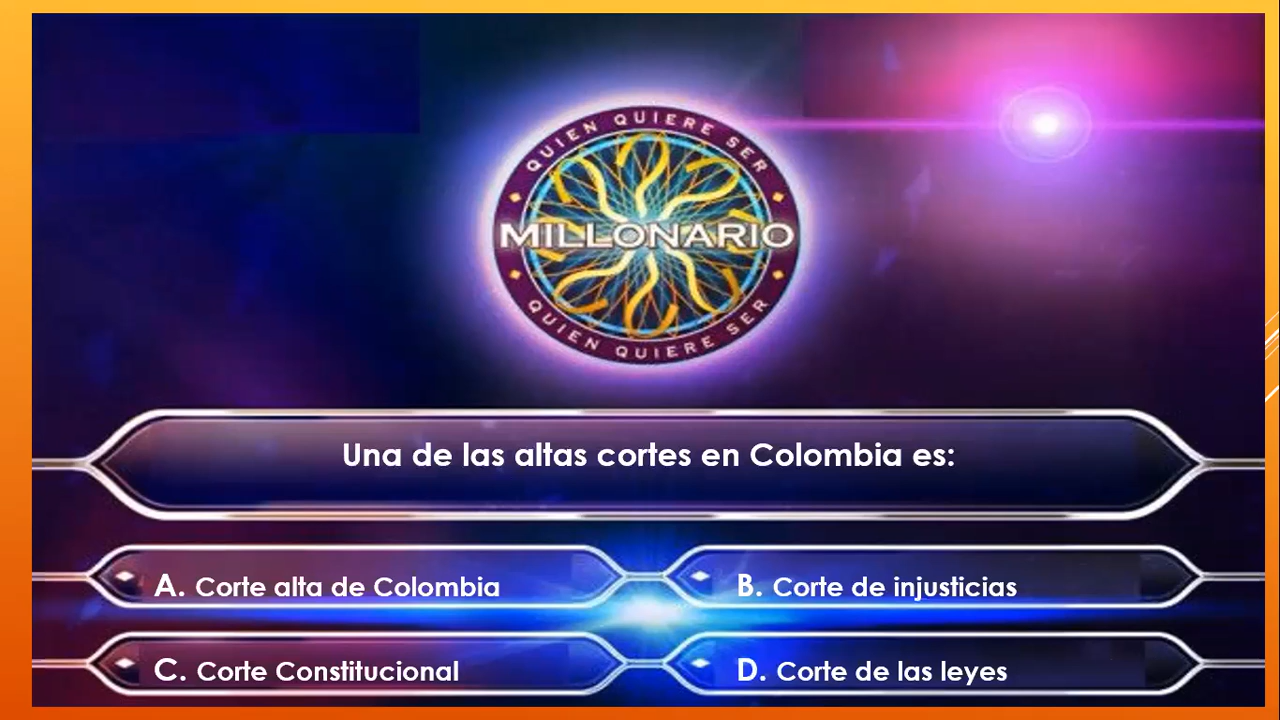 QUIEN QUIERE SER
MILLONARIO
QUIEN QUIERE SER
Una de las altas cortes en Colombia es:
A. Corte alta de Colombia
B. Corte de injusticias
C. Corte Constitucional
D. Corte de las leyes